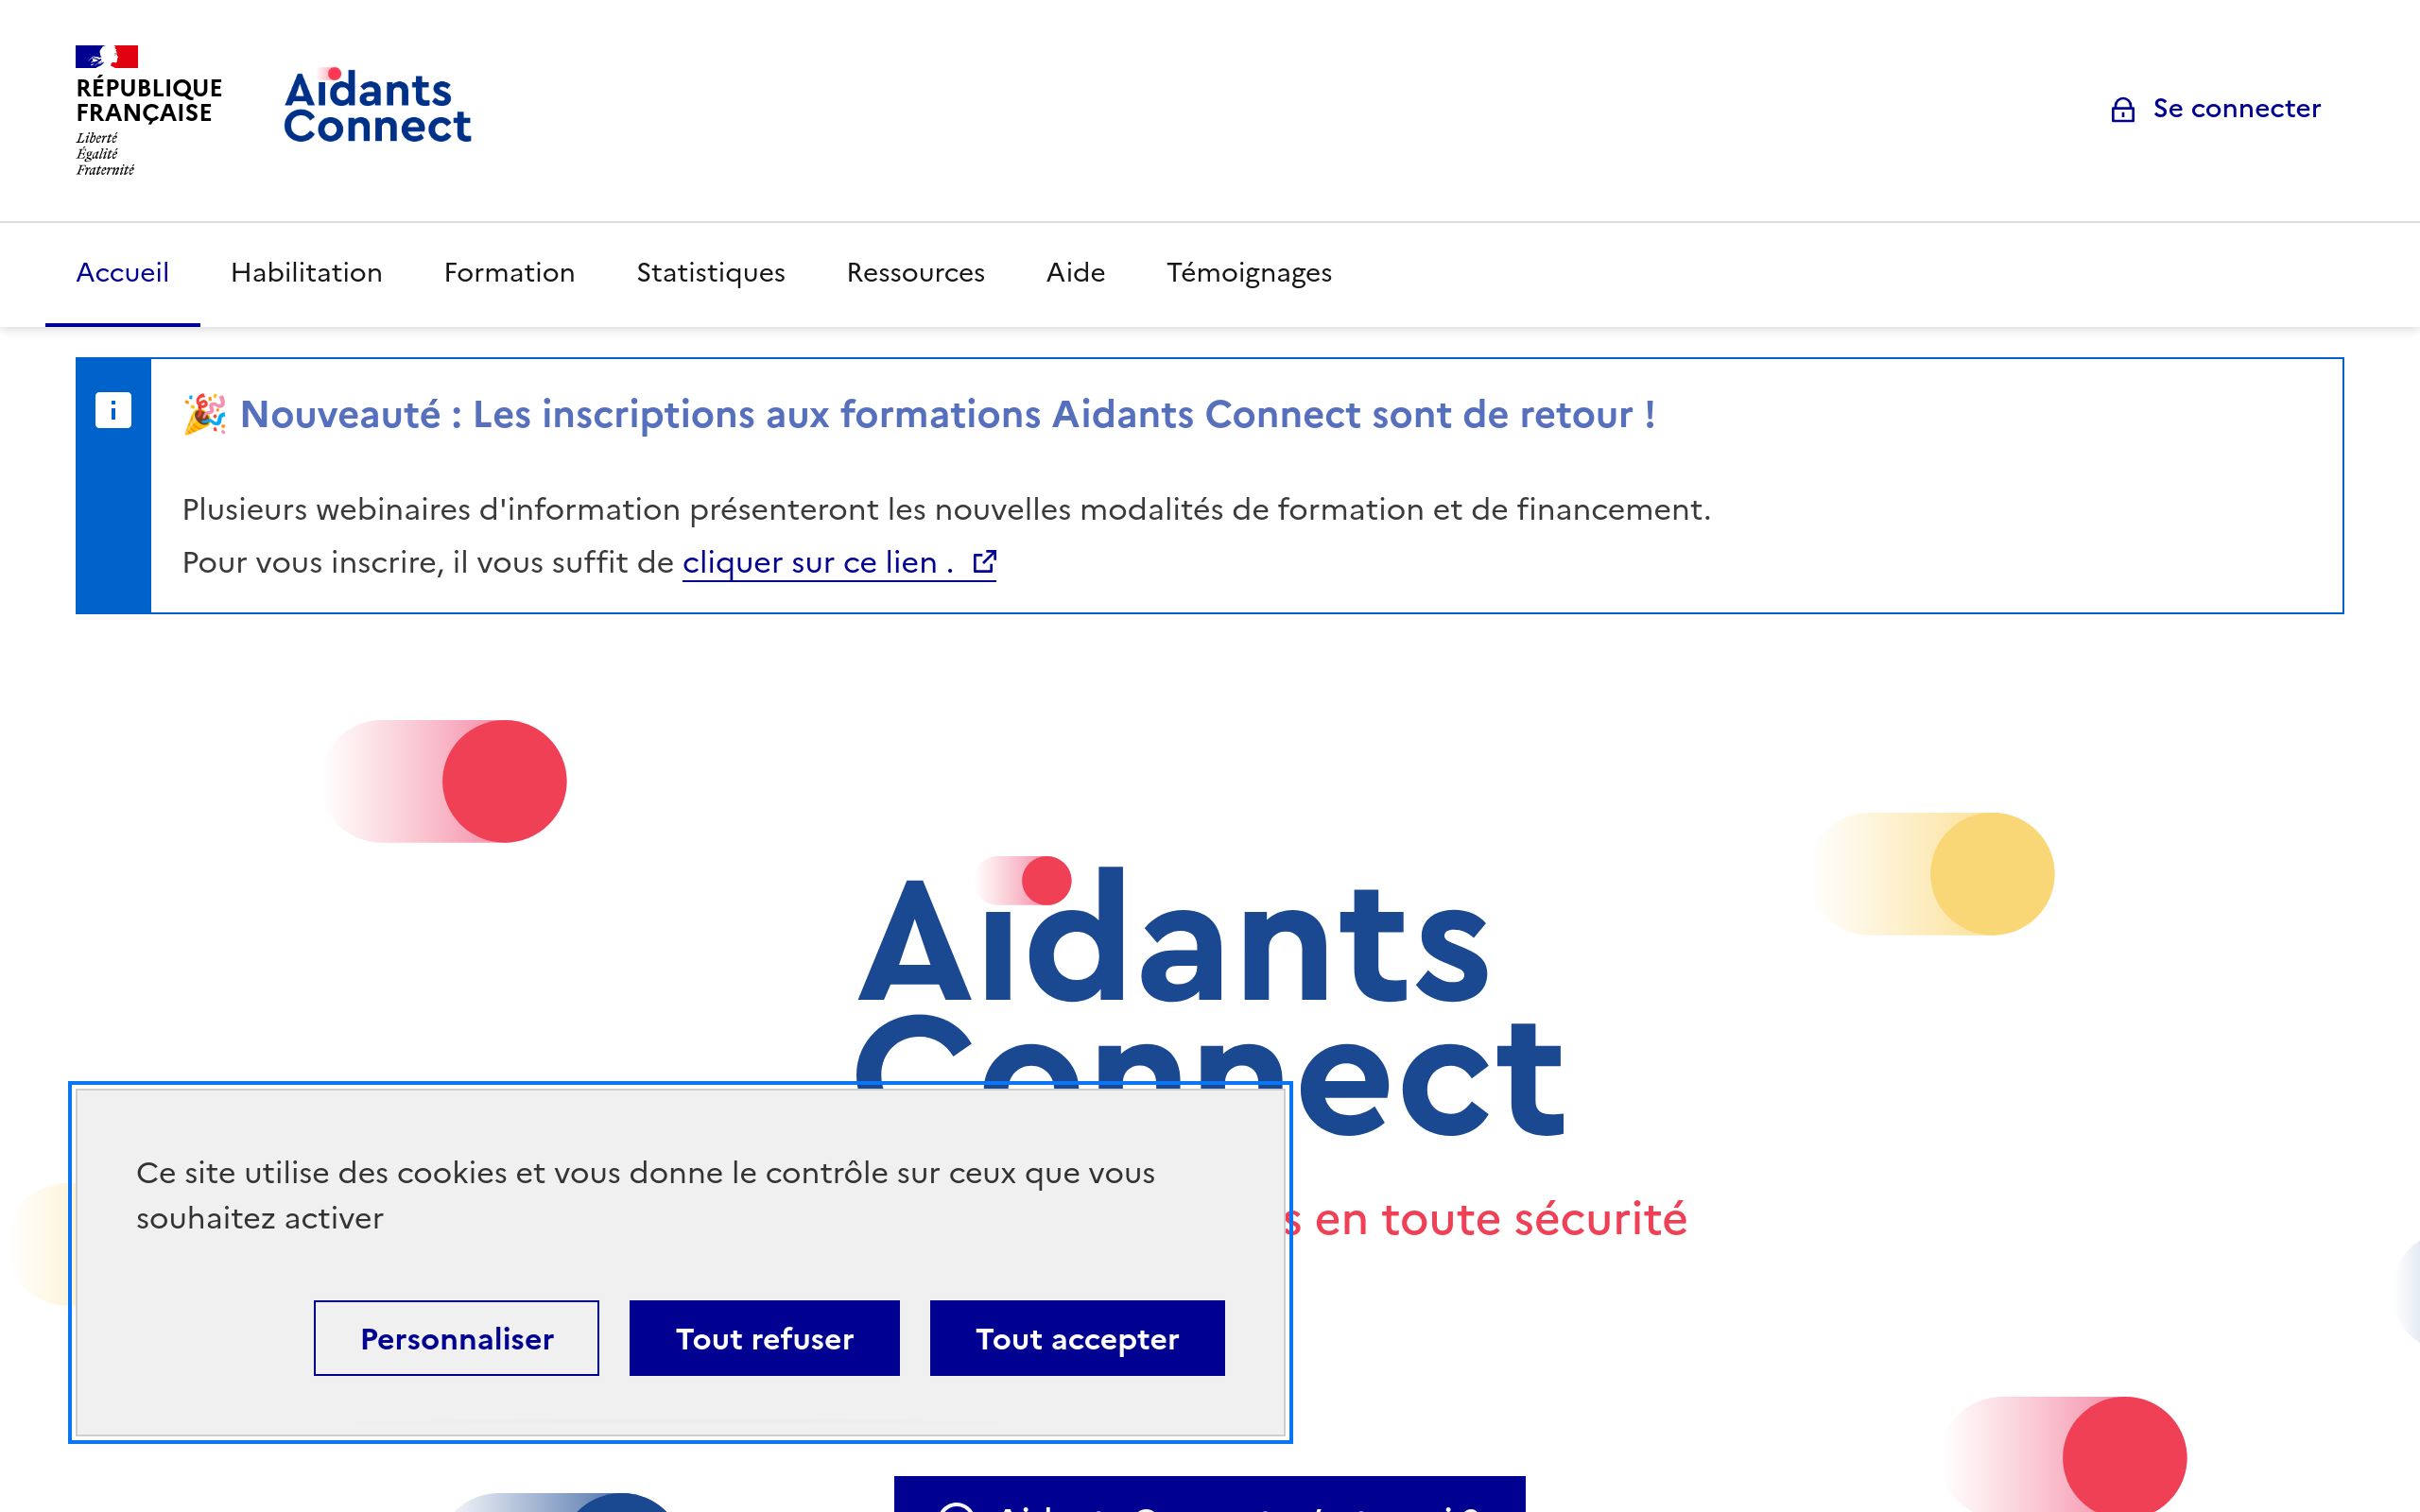 RÉPUBLIQUE
FRANÇAISE
Liberté
Égalité
Fraternité
Aidants
Connect
Se connecter
Accueil Habilitation Formation Statistiques Ressources Aide Témoignages
🎉 Nouveauté : Les inscriptions aux formations Aidants Connect sont de retour !
Plusieurs webinaires d'information présenteront les nouvelles modalités de formation et de financement.
Pour vous inscrire, il vous suffit de cliquer sur ce lien .
Aidants
Connect
en toute sécurité
Ce site utilise des cookies et vous donne le contrôle sur ceux que vous
souhaitez activer
Personnaliser Tout refuser Tout accepter